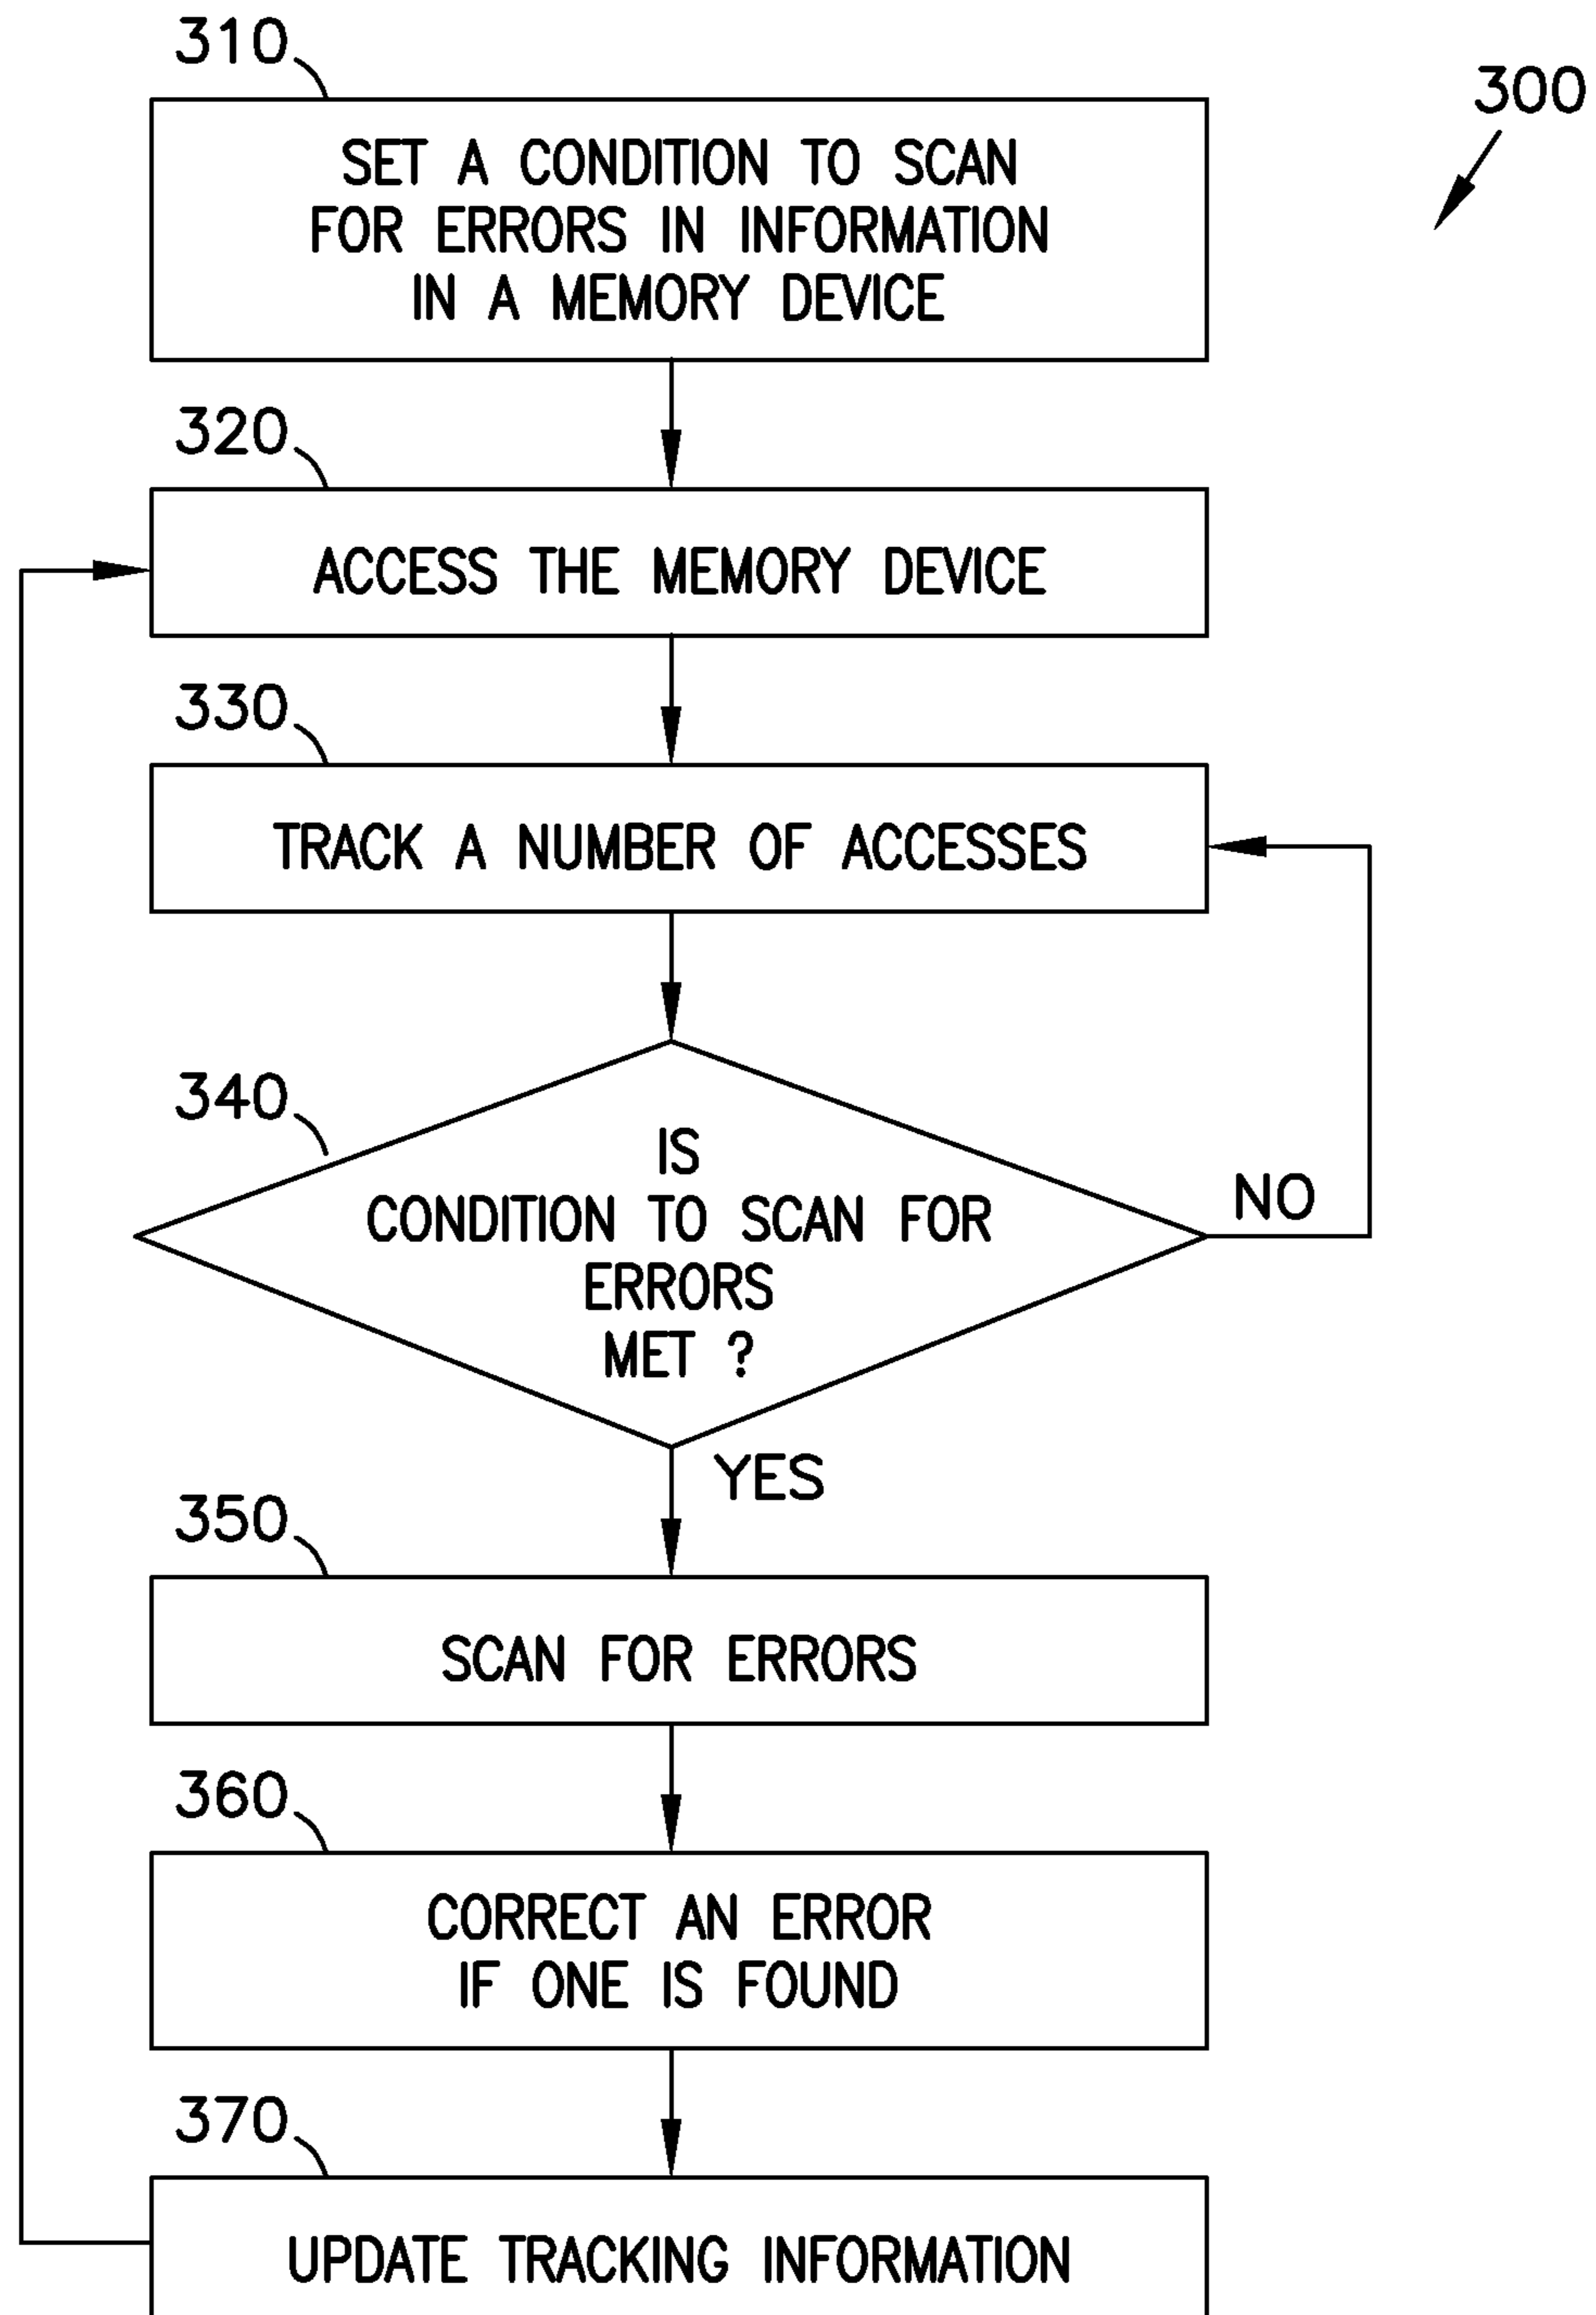 310
300
SET A CONDITION TO SCAN
FOR ERRORS IN INFORMATION
IN A MEMORY DEVICE
320
ACCESS THE MEMORY DEVICE
330
TRACK A NUMBER OF ACCESSES
340
IS
CONDITION TO SCAN FOR
ERRORS
MET ?
NO
YES
350
SCAN FOR ERRORS
360
CORRECT AN ERROR
IF ONE IS FOUND
370
UPDATE TRACKING INFORMATION